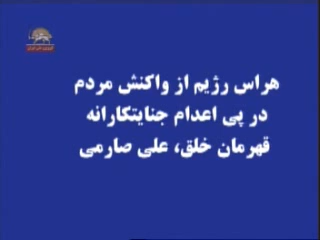 هراس رژیم از واکنش مردم
در پی اعدام جنایتکارانه
قهرمان خلق، علی صارمی